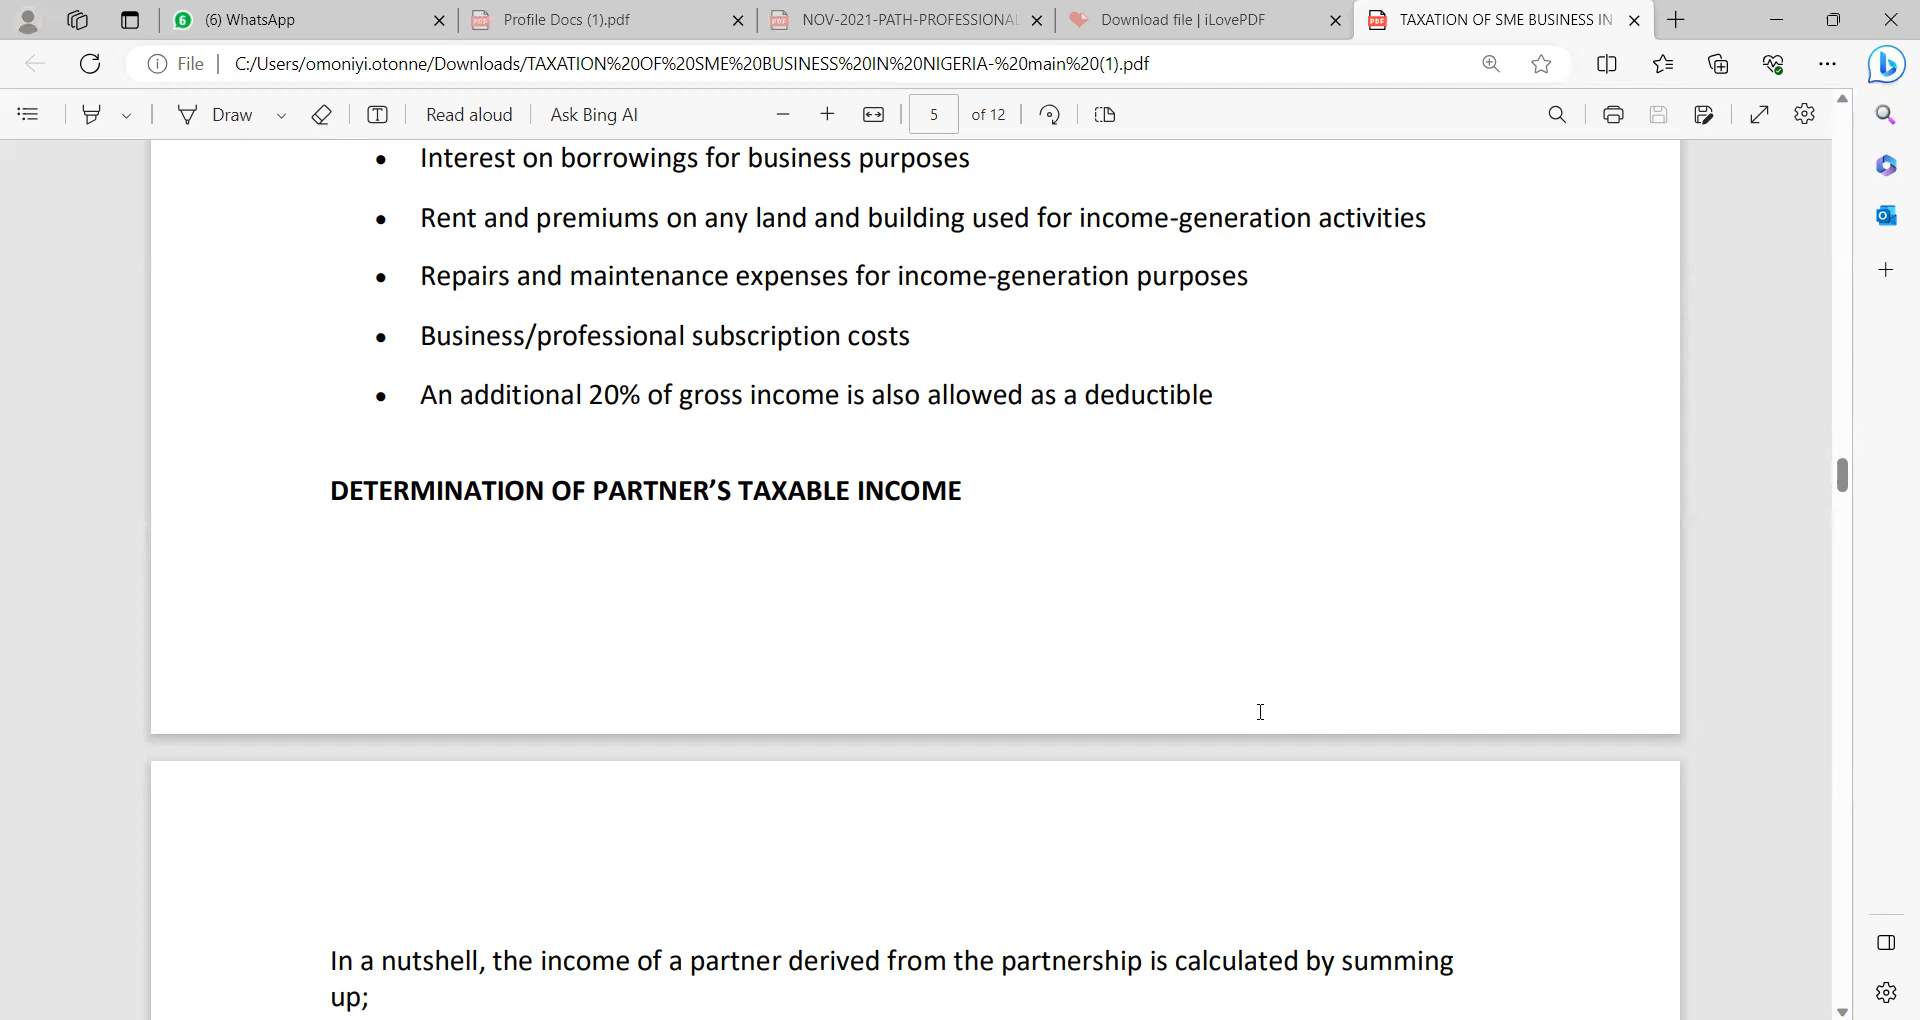 (6) WhatsApp
Profile Docs (1).pdf
NOV-2021-PATH-PROFESSIONAL
Download file | iLovePDF
TAXATION OF SME BUSINESS IN
File
C:/Users/omoniyi.otonne/Downloads/TAXATION%20OF%20SME%20BUSINESS%20IN%20NIGERIA-%20main%20(1).pdf
Draw
Read aloud
Ask Bing AI
5
of 12
• Interest on borrowings for business purposes
• Rent and premiums on any land and building used for income-generation activities
• Repairs and maintenance expenses for income-generation purposes
• Business/professional subscription costs
• An additional 20% of gross income is also allowed as a deductible
DETERMINATION OF PARTNER’S TAXABLE INCOME
In a nutshell, the income of a partner derived from the partnership is calculated by summing
up;